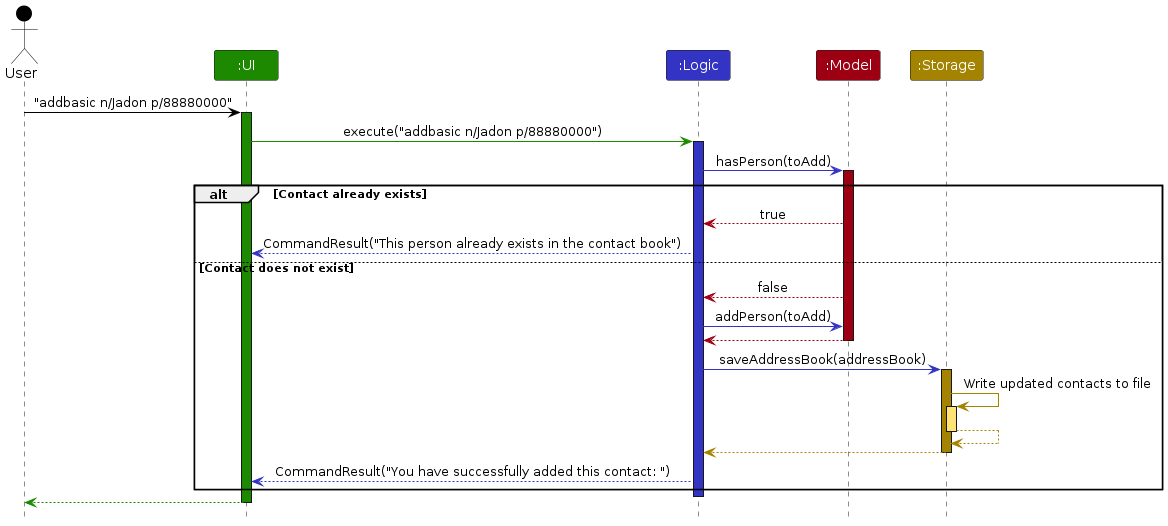 User
:UI
:Logic
:Model
:Storage
"addbasic n/Jadon p/88880000"
execute("addbasic n/Jadon p/88880000")
hasPerson(toAdd)
alt
[Contact already exists]
true
CommandResult("This person already exists in the contact book")
[Contact does not exist]
false
addPerson(toAdd)
saveAddressBook(addressBook)
Write updated contacts to file
CommandResult("You have successfully added this contact: ")